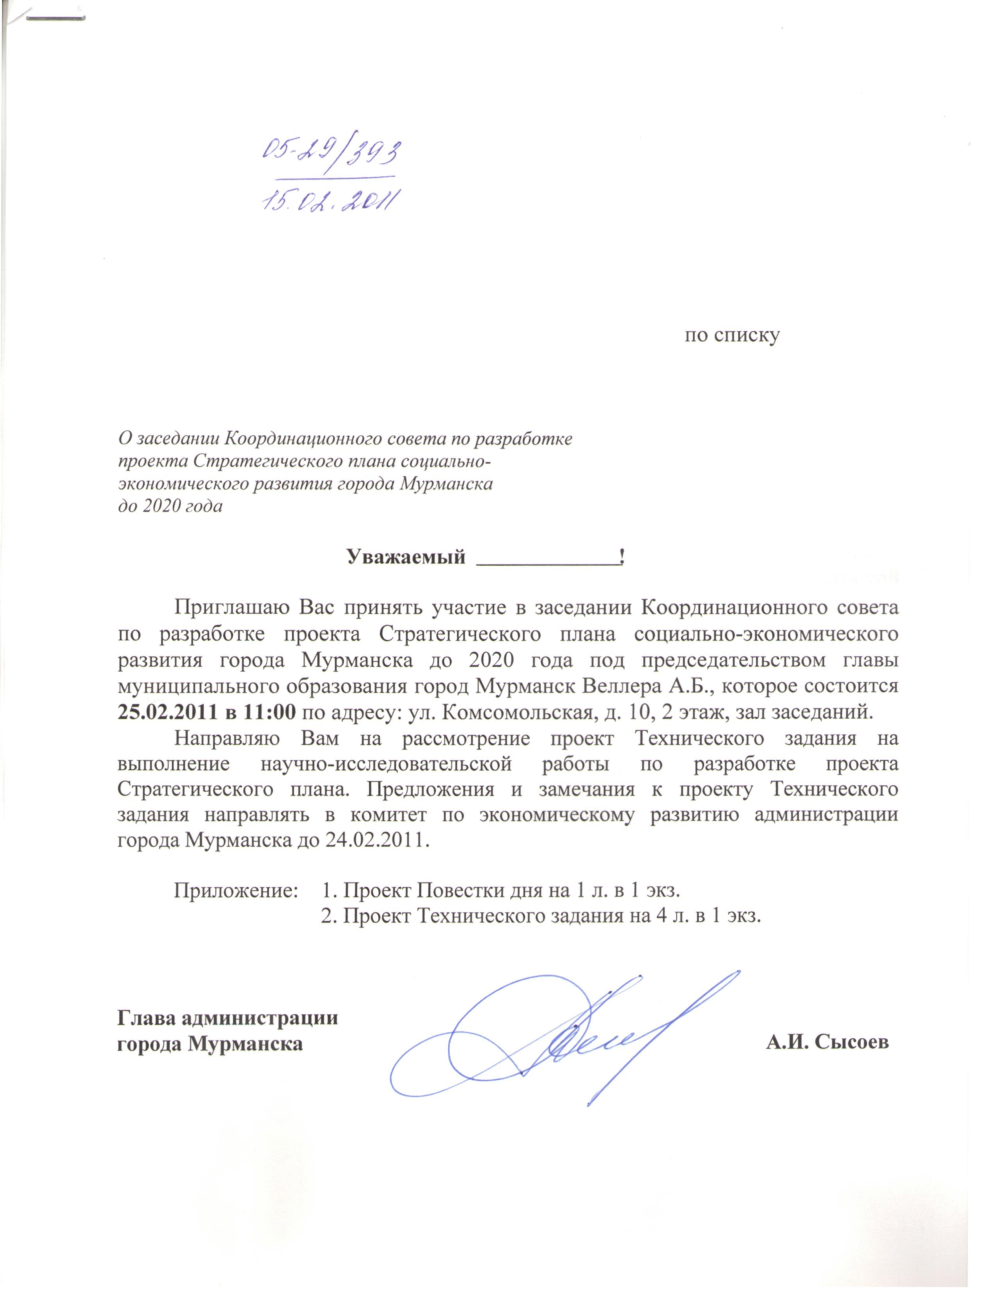 05-29/393
15.02.2011
по списку
О заседании Координационного совета по разработке
проекта Стратегического плана социально-
экономического развития города Мурманска
до 2020 года
Уважаемый _____________!
Приглашаю Вас принять участие в заседании Координационного совета
по разработке проекта Стратегического плана социально-экономического
развития города Мурманска до 2020 года под председательством главы
муниципального образования город Мурманск Веллера А.Б., которое состоится
25.02.2011 в 11:00 по адресу: ул. Комсомольская, д. 10, 2 этаж, зал заседаний.
Направляю Вам на рассмотрение проект Технического задания на
выполнение научно-исследовательской работы по разработке проекта
Стратегического плана. Предложения и замечания к проекту Технического
задания направлять в комитет по экономическому развитию администрации
города Мурманска до 24.02.2011.
Приложение: 1. Проект Повестки дня на 1 л. в 1 экз.
2. Проект Технического задания на 4 л. в 1 экз.
Глава администрации
города Мурманска
А.И. Сысоев